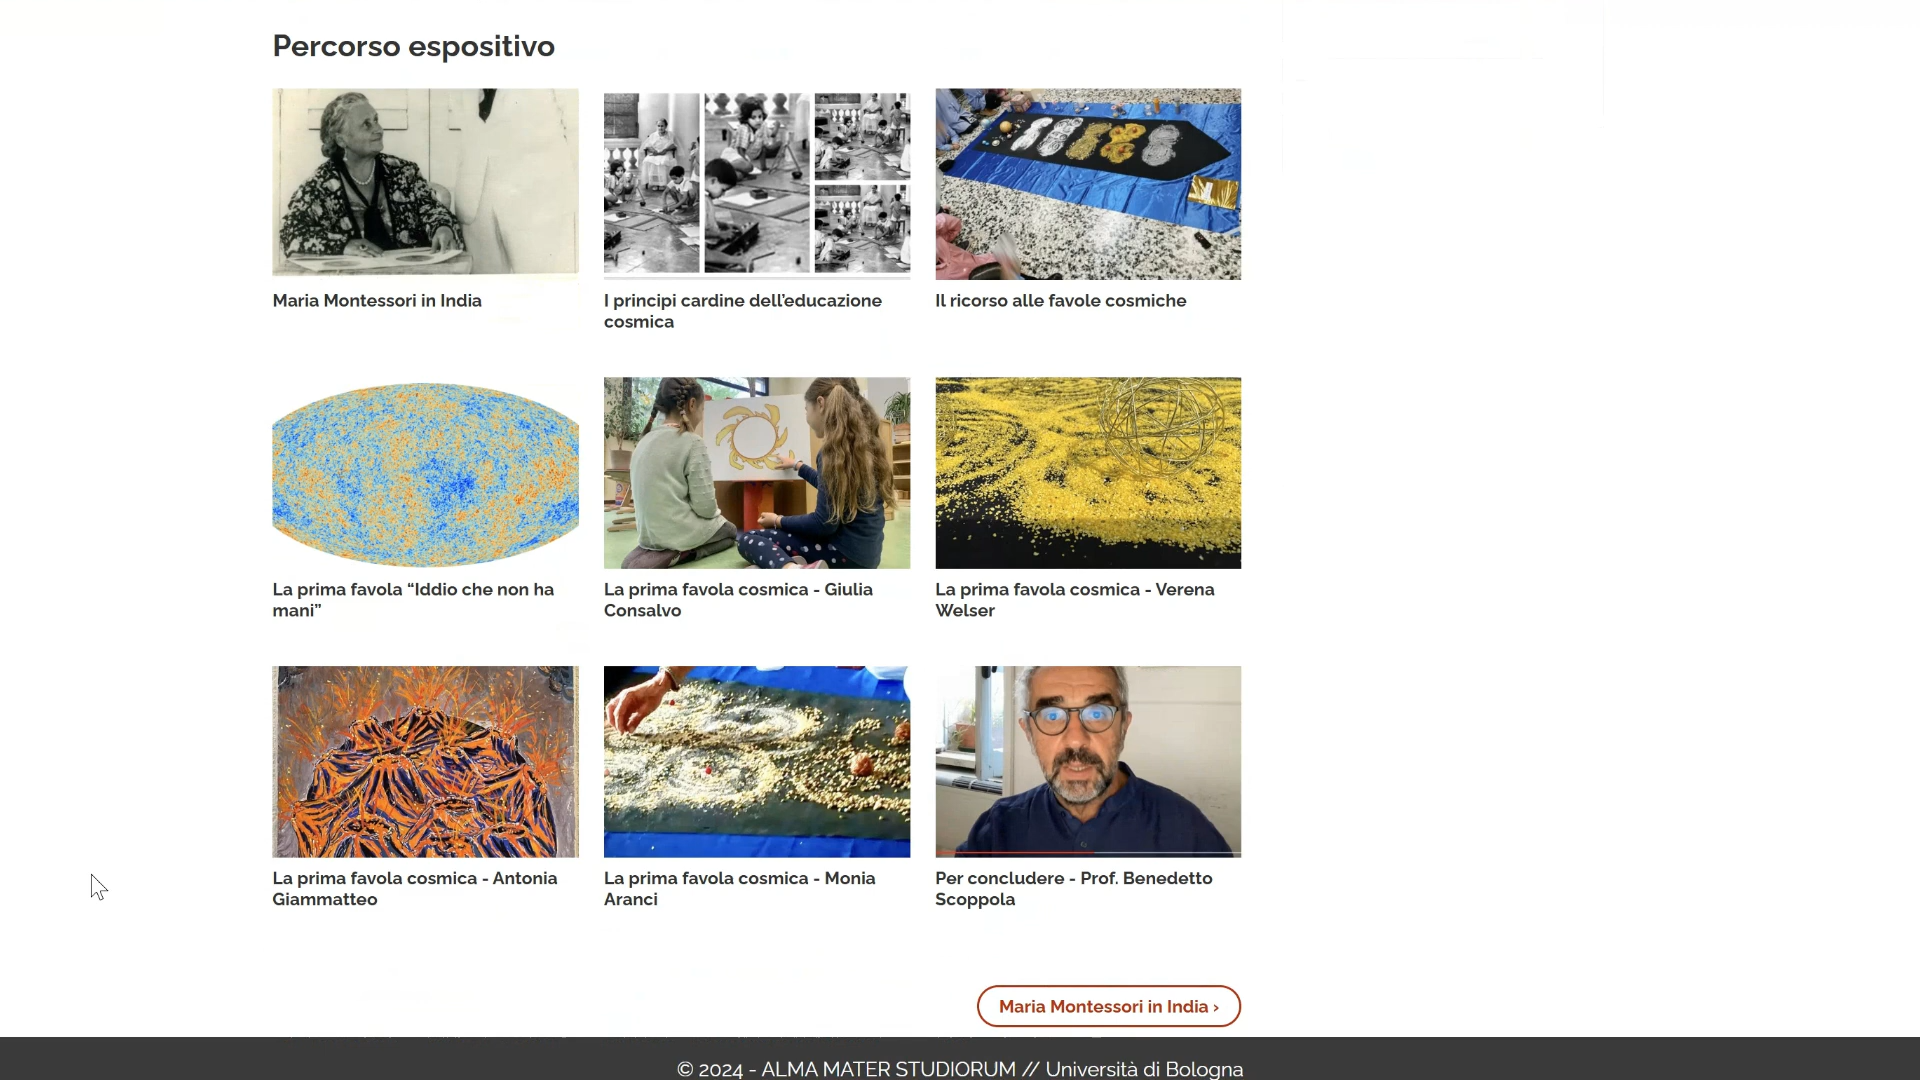 Percorso espositivo
Maria Montessori in India
I principi cardine dell’educazione
cosmica
Il ricorso alle favole cosmiche
La prima favola “Iddio che non ha
mani”
La prima favola cosmica - Giulia
Consalvo
La prima favola cosmica - Verena
Welser
La prima favola cosmica - Antonia
Giammatteo
La prima favola cosmica - Monia
Aranci
Per concludere - Prof. Benedetto
Scoppola
Maria Montessori in India ›
© 2024 - ALMA MATER STUDIORUM // Università di Bologna